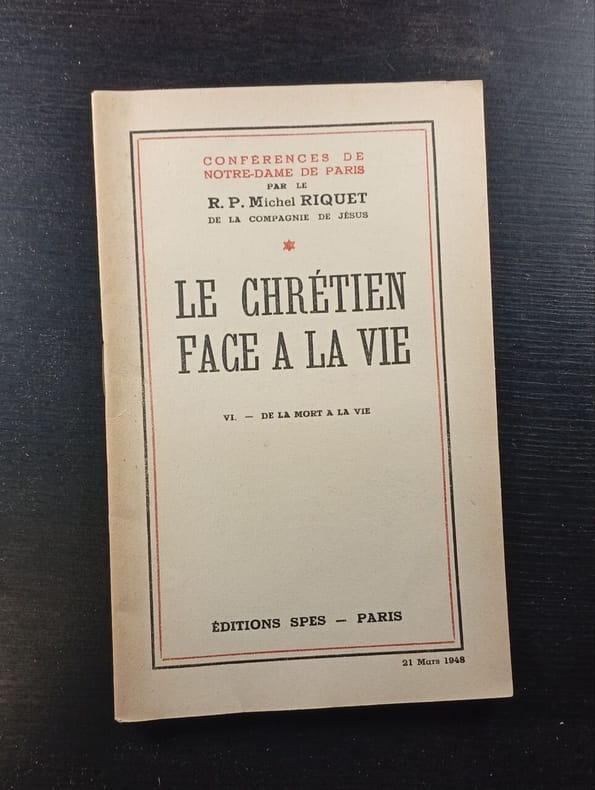 CONFÉRENCES DE
NOTRE-DAME DE PARIS
PAR LE
R. P. Michel RIQUET
DE LA COMPAGNIE DE JÉSUS
LE CHRÉTIEN
FACE A LA VIE
VI. — DE LA MORT A LA VIE
ÉDITIONS SPES — PARIS
21 Mars 1948